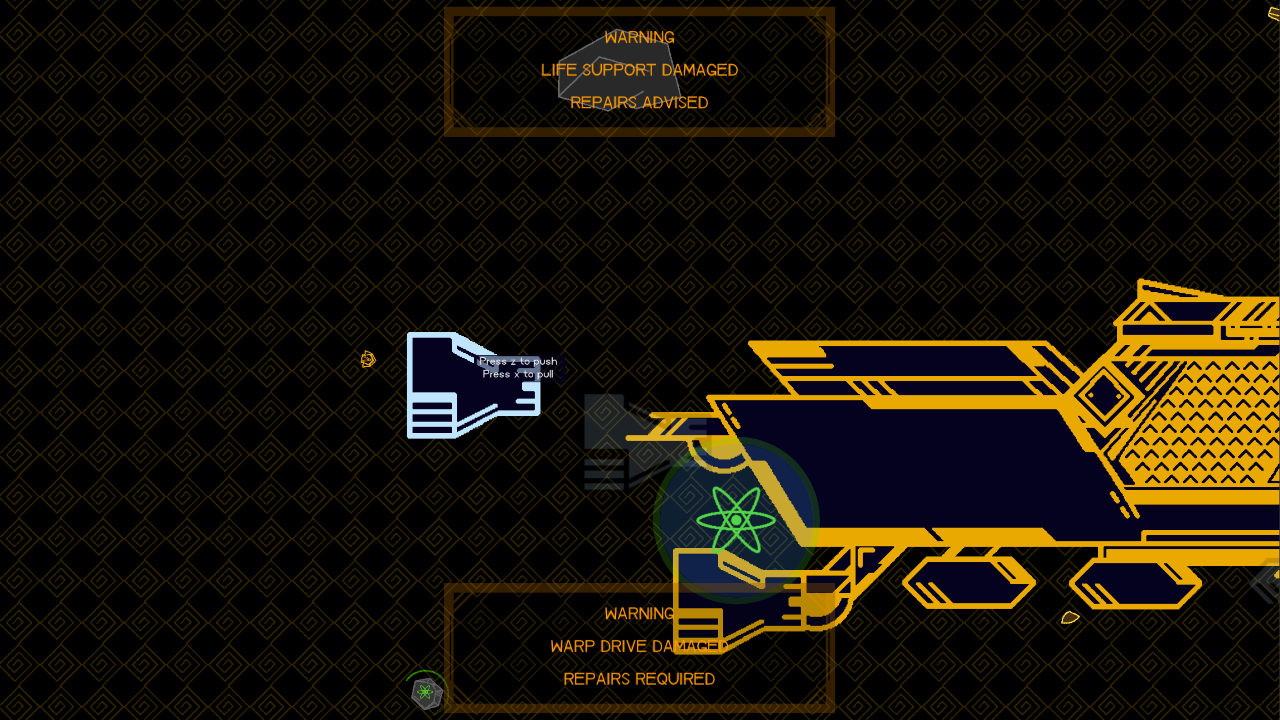 WARNING
LIFE SUPPORT DAMAGED
REPAIRS ADVISED
Press z to push
Press x to pull
WARNING
WARP DRIVE DAMAGED
REPAIRS REQUIRED